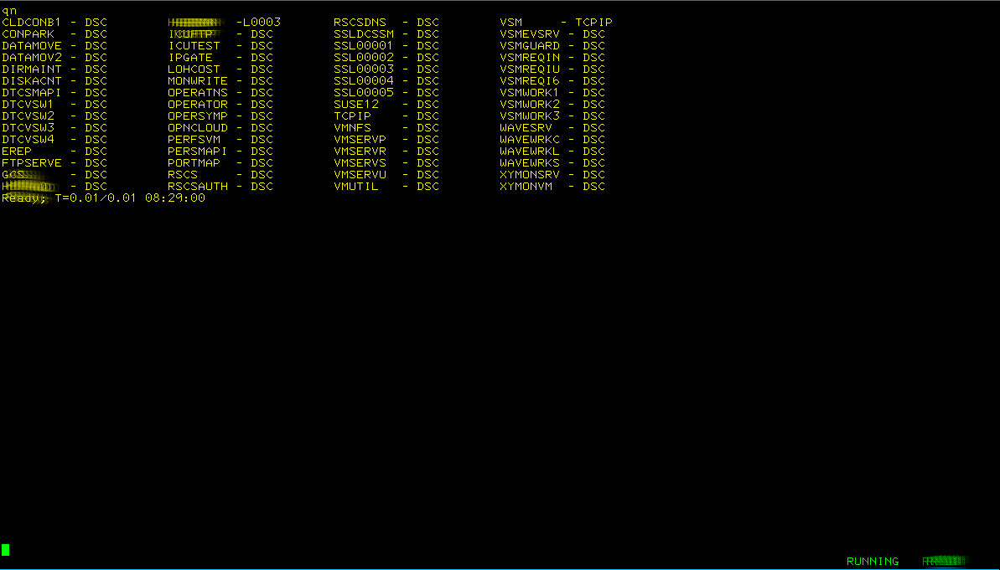 qn
CLDCONB1 - DSC -L0003 RSCSDNS - DSC VSM - TCPIP
CONPARK - DSC ICUFTP - DSC SSLDCSSM - DSC VSMEVSRV - DSC
DATAMOVE - DSC ICUTEST - DSC SSL00001 - DSC VSMGUARD - DSC
DATAMOV2 - DSC IPGATE - DSC SSL00002 - DSC VSMREQIN - DSC
DIRMAINT - DSC LOHCOST - DSC SSL00003 - DSC VSMREQIU - DSC
DISKACNT - DSC MONWRITE - DSC SSL00004 - DSC VSMREQI6 - DSC
DTCSMAPI - DSC OPERATNS - DSC SSL00005 - DSC VSMWORK1 - DSC
DTCVSW1 - DSC OPERATOR - DSC SUSE12 - DSC VSMWORK2 - DSC
DTCVSW2 - DSC OPERSYMP - DSC TCPIP - DSC VSMWORK3 - DSC
DTCVSW3 - DSC OPNCLOUD - DSC VMNFS - DSC WAVESRV - DSC
DTCVSW4 - DSC PERFSVM - DSC VMSERVP - DSC WAVEWRKC - DSC
EREP - DSC PERSMAPI - DSC VMSERVR - DSC WAVEWRKL - DSC
FTPSERVE - DSC PORTMAP - DSC VMSERVS - DSC WAVEWRKS - DSC
GCS - DSC RSCS - DSC VMSERVU - DSC XYMONSRV - DSC
- DSC RSCSAUTH - DSC VMUTIL - DSC XYMONVM - DSC
Ready; T=0.01/0.01 08:29:00
RUNNING